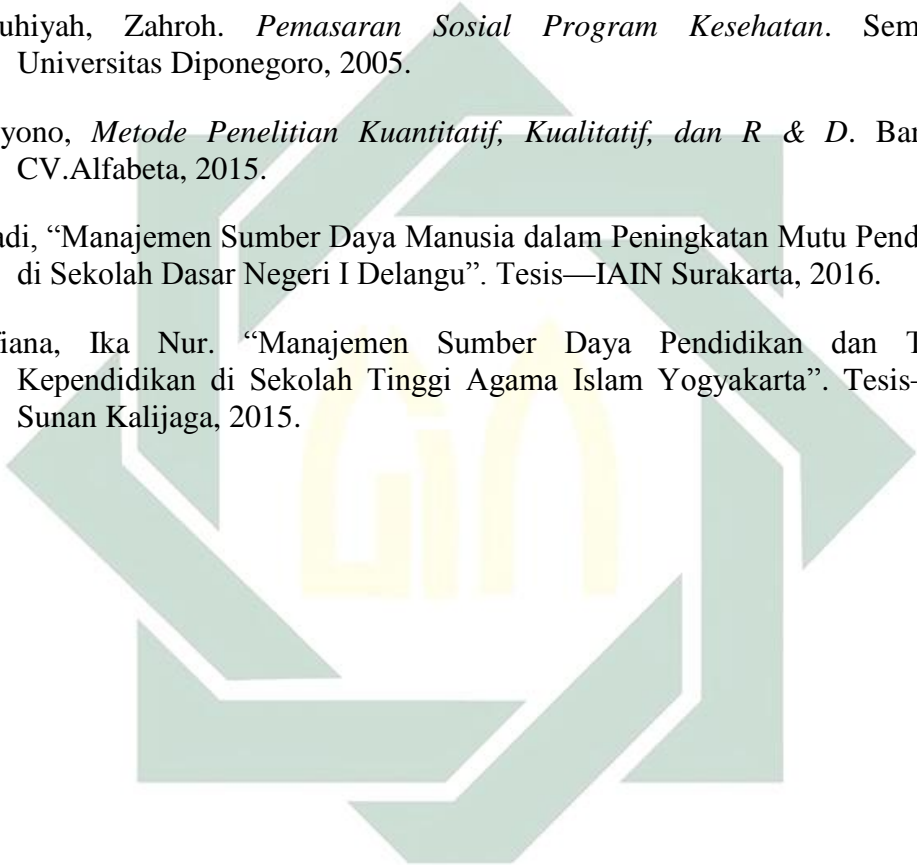 uhiyah, Zahroh. Pemasaran Sosial Program Kesehatan. Sem
Universitas Diponegoro, 2005.
yono, Metode Penelitian Kuantitatif, Kualitatif, dan R & D. Ban
CV.Alfabeta, 2015.
adi, “Manajemen Sumber Daya Manusia dalam Peningkatan Mutu Pend
di Sekolah Dasar Negeri I Delangu”. Tesis—IAIN Surakarta, 2016.
iana, Ika Nur. “Manajemen Sumber Daya Pendidikan dan T
Kependidikan di Sekolah Tinggi Agama Islam Yogyakarta”. Tesis–
Sunan Kalijaga, 2015.